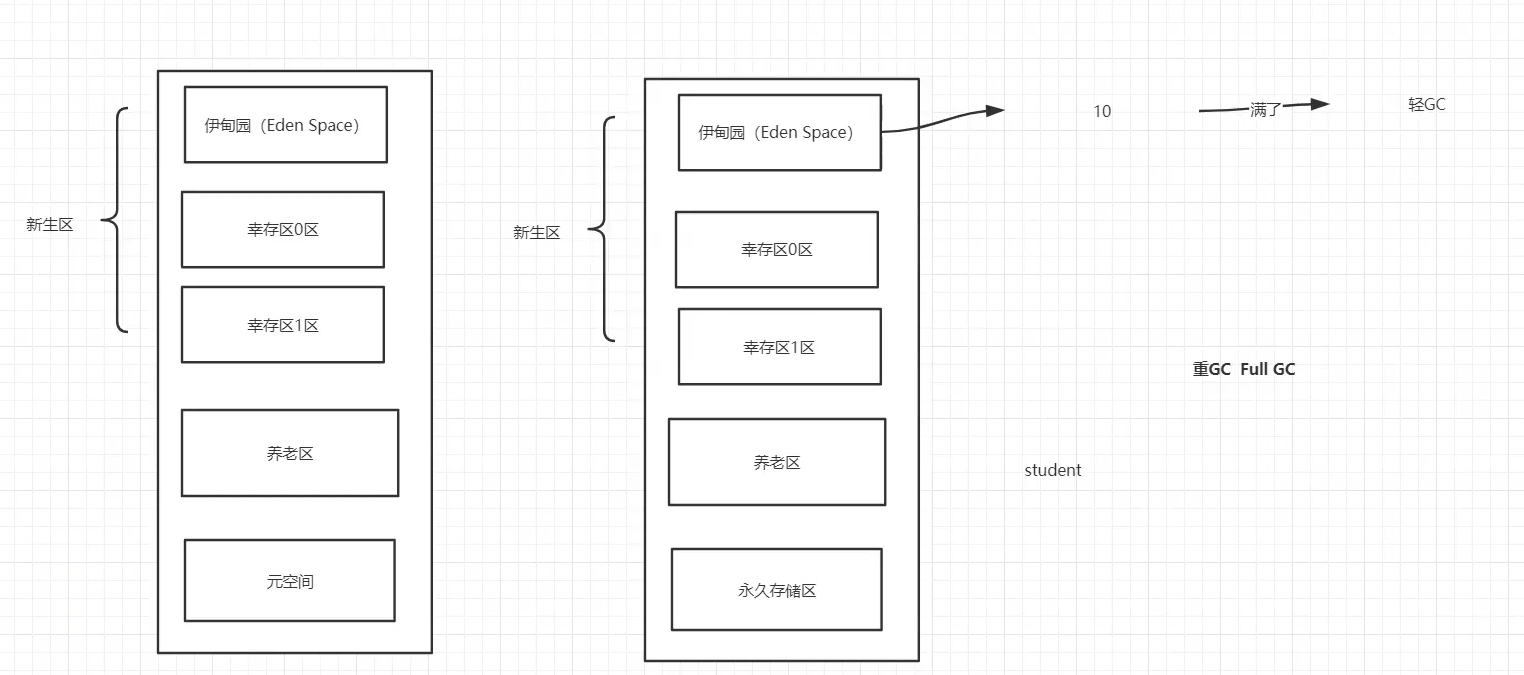 伊甸园（Eden Space）
新生区
幸存区0区
幸存区1区
养老区
元空间
伊甸园（Eden Space）
新生区
幸存区0区
幸存区1区
养老区
永久存储区
10
满了
轻GC
重GC Full GC
student